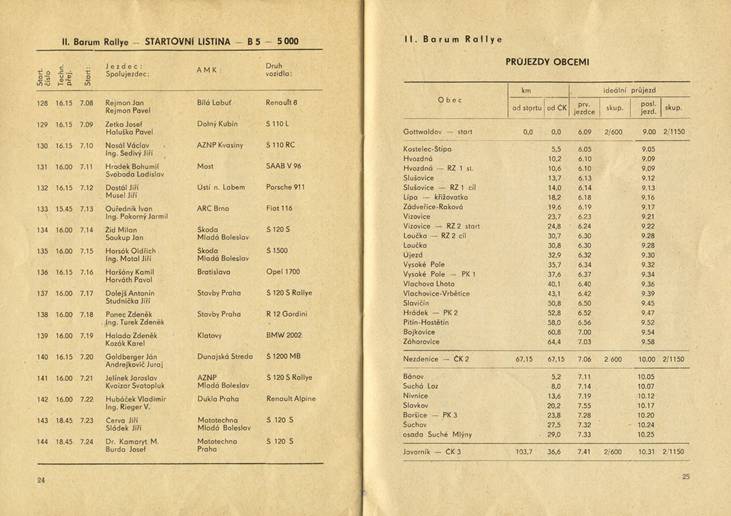 II. Barum Rallye — STARTOVNÍ LISTINA — B 5 — 5 000
Start. číslo Techn. přej. Start: Jezdec: Spolujezdec: AMK: Druh vozidla:
128 16.15 7.08 Rejmon Jan Bílá Labuť Renault 8
Rejmon Pavel
129 16.15 7.09 Zetka Josef Dolný Kubín Š 110 L
Haluška Pavel
130 16.15 7.10 Nosál Václav AZNP Kvasiny Š 110 RC
Ing. Šedivý Jiří
131 16.00 7.11 Hrádek Bohumil Most SAAB V 96
Svoboda Ladislav
132 16.15 7.12 Dostál Jiří Ústí n. Labem Porsche 911
Musel Jiří
133 15.45 7.13 Ouředník Ivan ARC Brno Fiat 116
Ing. Pokorný Jarmil
134 16.00 7.14 Žid Milan Škoda Š 120 S
Soukup Jan Mladá Boleslav
135 16.00 7.15 Horsák Oldřich Škoda Š 1500
Ing. Motal Jiří Mladá Boleslav
136 16.15 7.16 Haršány Kamil Bratislava Opel 1700
Horváth Pavol
137 16.00 7.17 Dolejš Antonín Stavby Praha Š 120 S Rallye
Studnička Jiří
138 16.00 7.18 Ponec Zdeněk Stavby Praha R 12 Gordini
Ing. Turek Zdeněk
139 16.00 7.19 Halada Zdeněk Klatovy BMW 2002
Kozák Karel
140 16.15 7.20 Goldberger Ján Dunajská Streda Š 1200 MB
Andrejkovič Juraj
141 16.00 7.21 Jelínek Jaroslav AZNP Š 120 S Rallye
Kvaizar Svatopluk Mladá Boleslav
142 16.00 7.22 Hubáček Vladimír Dukla Praha Renault Alpine
Ing. Rieger V.
143 18.45 7.23 Červa Jiří Mototechna Š 120 S
Sládek Jiří Mladá Boleslav
144 18.45 7.24 Dr. Kamaryt M. Mototechna Š 120 S
Burda Josef Praha
24
II. Barum Rallye
PRŮJEZDY OBCEMI
km ideální průjezd
Obec od startu od ČK prv. jezdce skup. posl. jezd. skup.
Gottwaldov — start 0,0 0,0 6.09 2/600 9.00 2/1150
Kostelec-Štípa 5,5 6.05 9.05
Hvozdná 10,2 6.10 9.09
Hvozdná — RZ 1 st. 10,6 6.10 9.09
Slušovice 13,7 6.13 9.12
Slušovice — RZ 1 cíl 14,0 6.14 9.13
Lípa — křižovatka 18,2 6.18 9.16
Zádveřice-Raková 19,6 6.19 9.17
Vizovice 23,7 6.23 9.21
Vizovice — RZ 2 start 24,8 6.24 9.22
Loučka — RZ 2 cíl 30,7 6.30 9.28
Loučka 30,8 6.30 9.28
Újezd 32,9 6.32 9.30
Vysoké Pole 35,7 6.34 9.32
Vysoké Pole — PK 1 37,6 6.37 9.34
Vlachova Lhota 40,1 6.40 9.36
Vlachovice-Vrbětice 43,1 6.42 9.39
Slavičín 50,8 6.50 9.45
Hrádek — PK 2 52,8 6.52 9.47
Pitín-Hostětín 58,0 6.56 9.52
Bojkovice 60,8 7.00 9.54
Záhorovice 64,4 7.03 9.58
Nezdenice — ČK 2 67,15 67,15 7.06 2 600 10.00 2/1150
Bánov 5,2 7.11 10.05
Suchá Loz 8,0 7.14 10.07
Nivnice 13,6 7.19 10.12
Slavkov 20,2 7.55 10.17
Boršice — PK 3 23,8 7.28 10.20
Suchov 27,5 7.32 10.24
osada Suché Mlýny 29,0 7.33 10.25
Javorník — ČK 3 103,7 36,6 7.41 2/600 10.31 2/1150
25